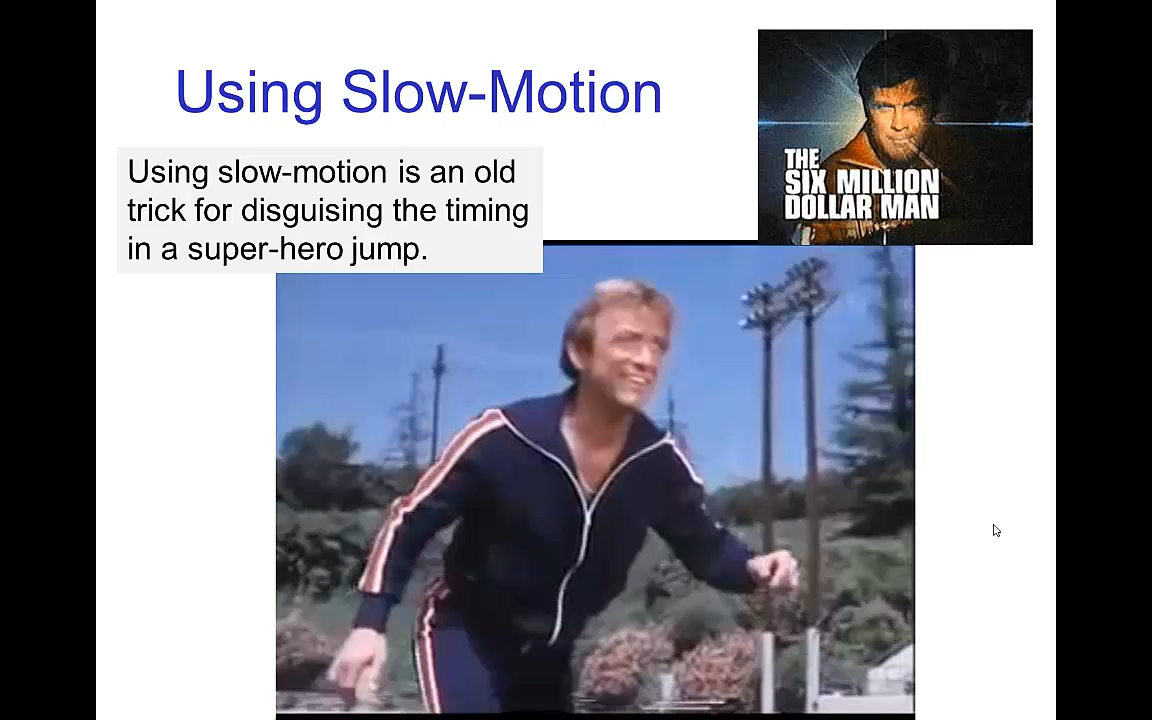 Using Slow-Motion
THE
SIX MILLION
DOLLAR MAN
Using slow-motion is an old
trick for disguising the timing
in a super-hero jump.